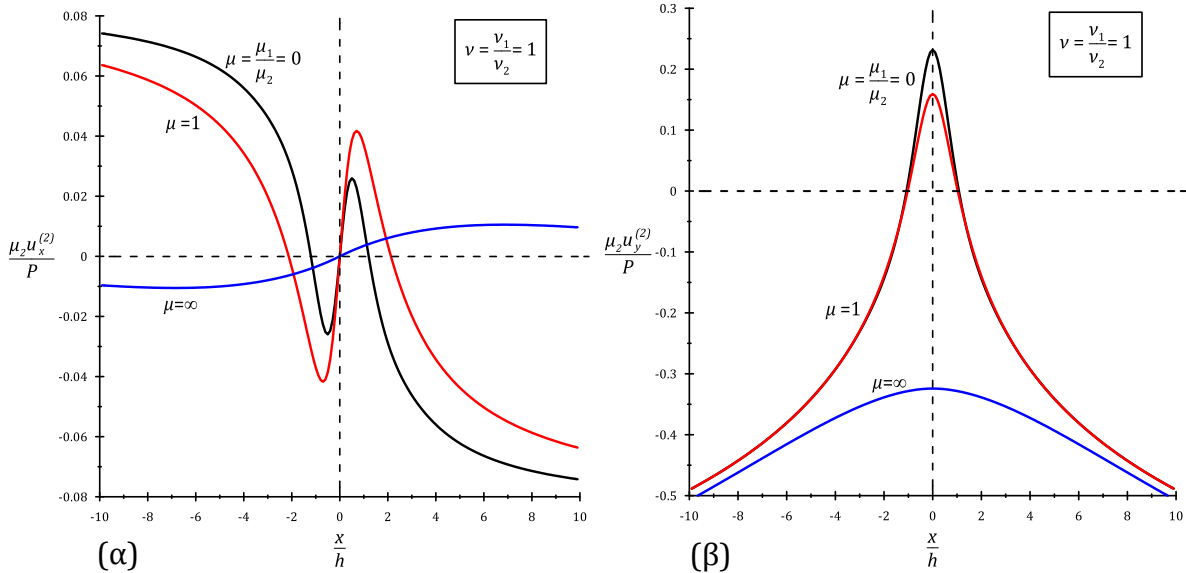 0.08
0.06
0.04
0.02
0
-0.02
-0.04
-0.06
-0.08
-10 -8 -6 -4 -2 0 2 4 6 8 10
μ₂uₓ⁽²⁾/P
x/h
μ = μ₁/μ₂ = 0
μ =1
μ=∞
ν = ν₁/ν₂ = 1
(α)
0.3
0.2
0.1
0
-0.1
-0.2
-0.3
-0.4
-0.5
-10 -8 -6 -4 -2 0 2 4 6 8 10
μ₂u_y⁽²⁾/P
x/h
μ = μ₁/μ₂ = 0
μ =1
μ=∞
ν = ν₁/ν₂ = 1
(β)